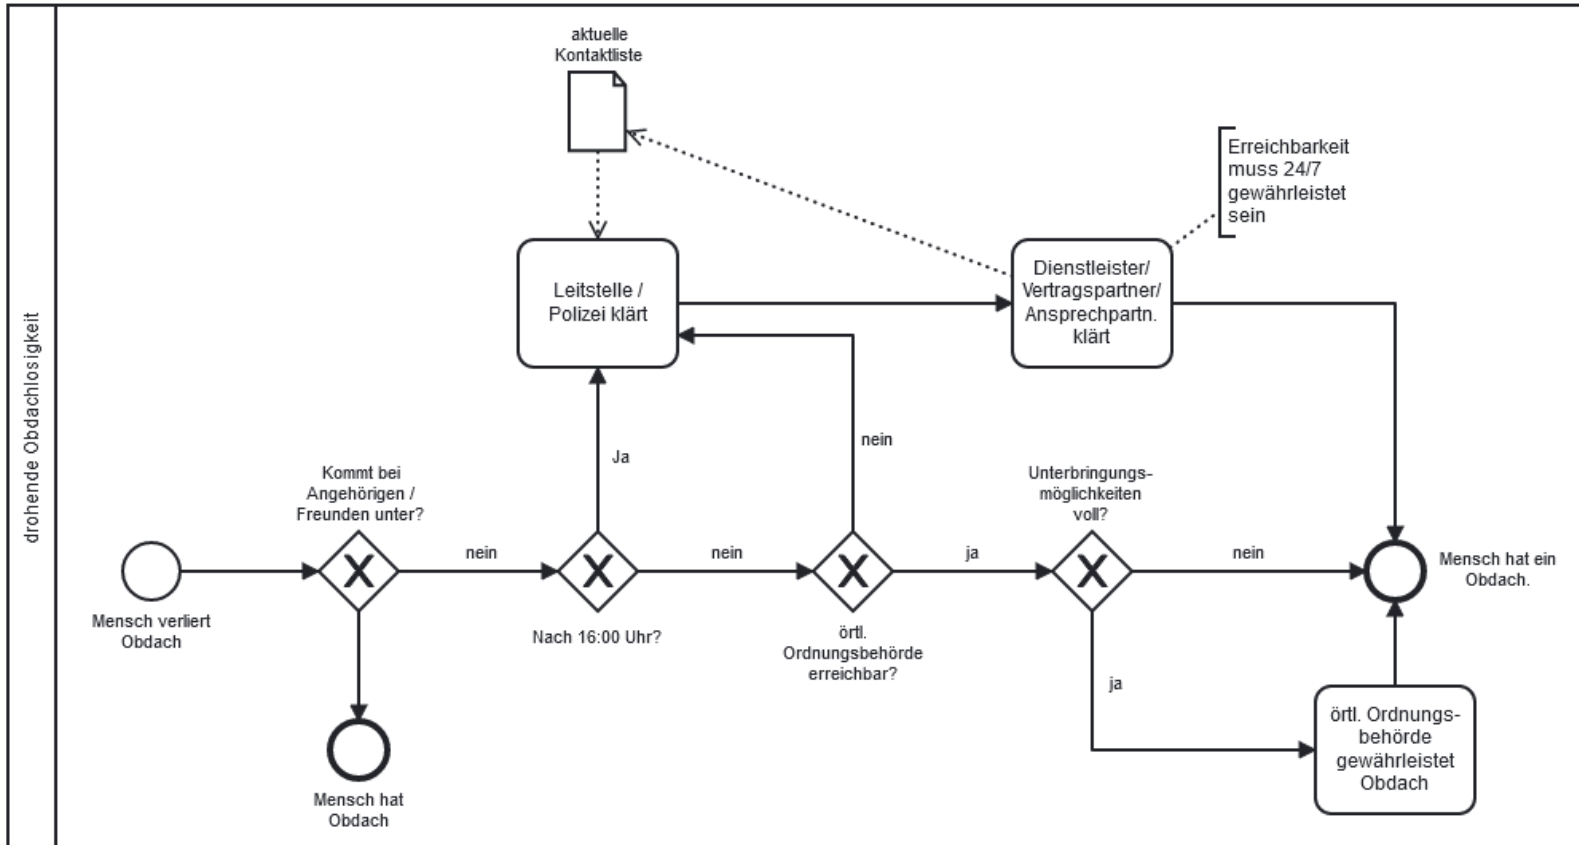 drohende Obdachlosigkeit
aktuelle
Kontaktliste
Erreichbarkeit
muss 24/7
gewährleistet
sein
Leitstelle /
Polizei klärt
Dienstleister/
Vertragspartner/
Ansprechpartn.
klärt
Ja
nein
Kommt bei
Angehörigen /
Freunden unter?
Unterbringungs-
möglichkeiten
voll?
nein
nein
ja
nein
Mensch verliert
Obdach
Nach 16:00 Uhr?
örtl.
Ordnungsbehörde
erreichbar?
Mensch hat ein
Obdach.
ja
örtl. Ordnungs-
behörde
gewährleistet
Obdach
Mensch hat
Obdach